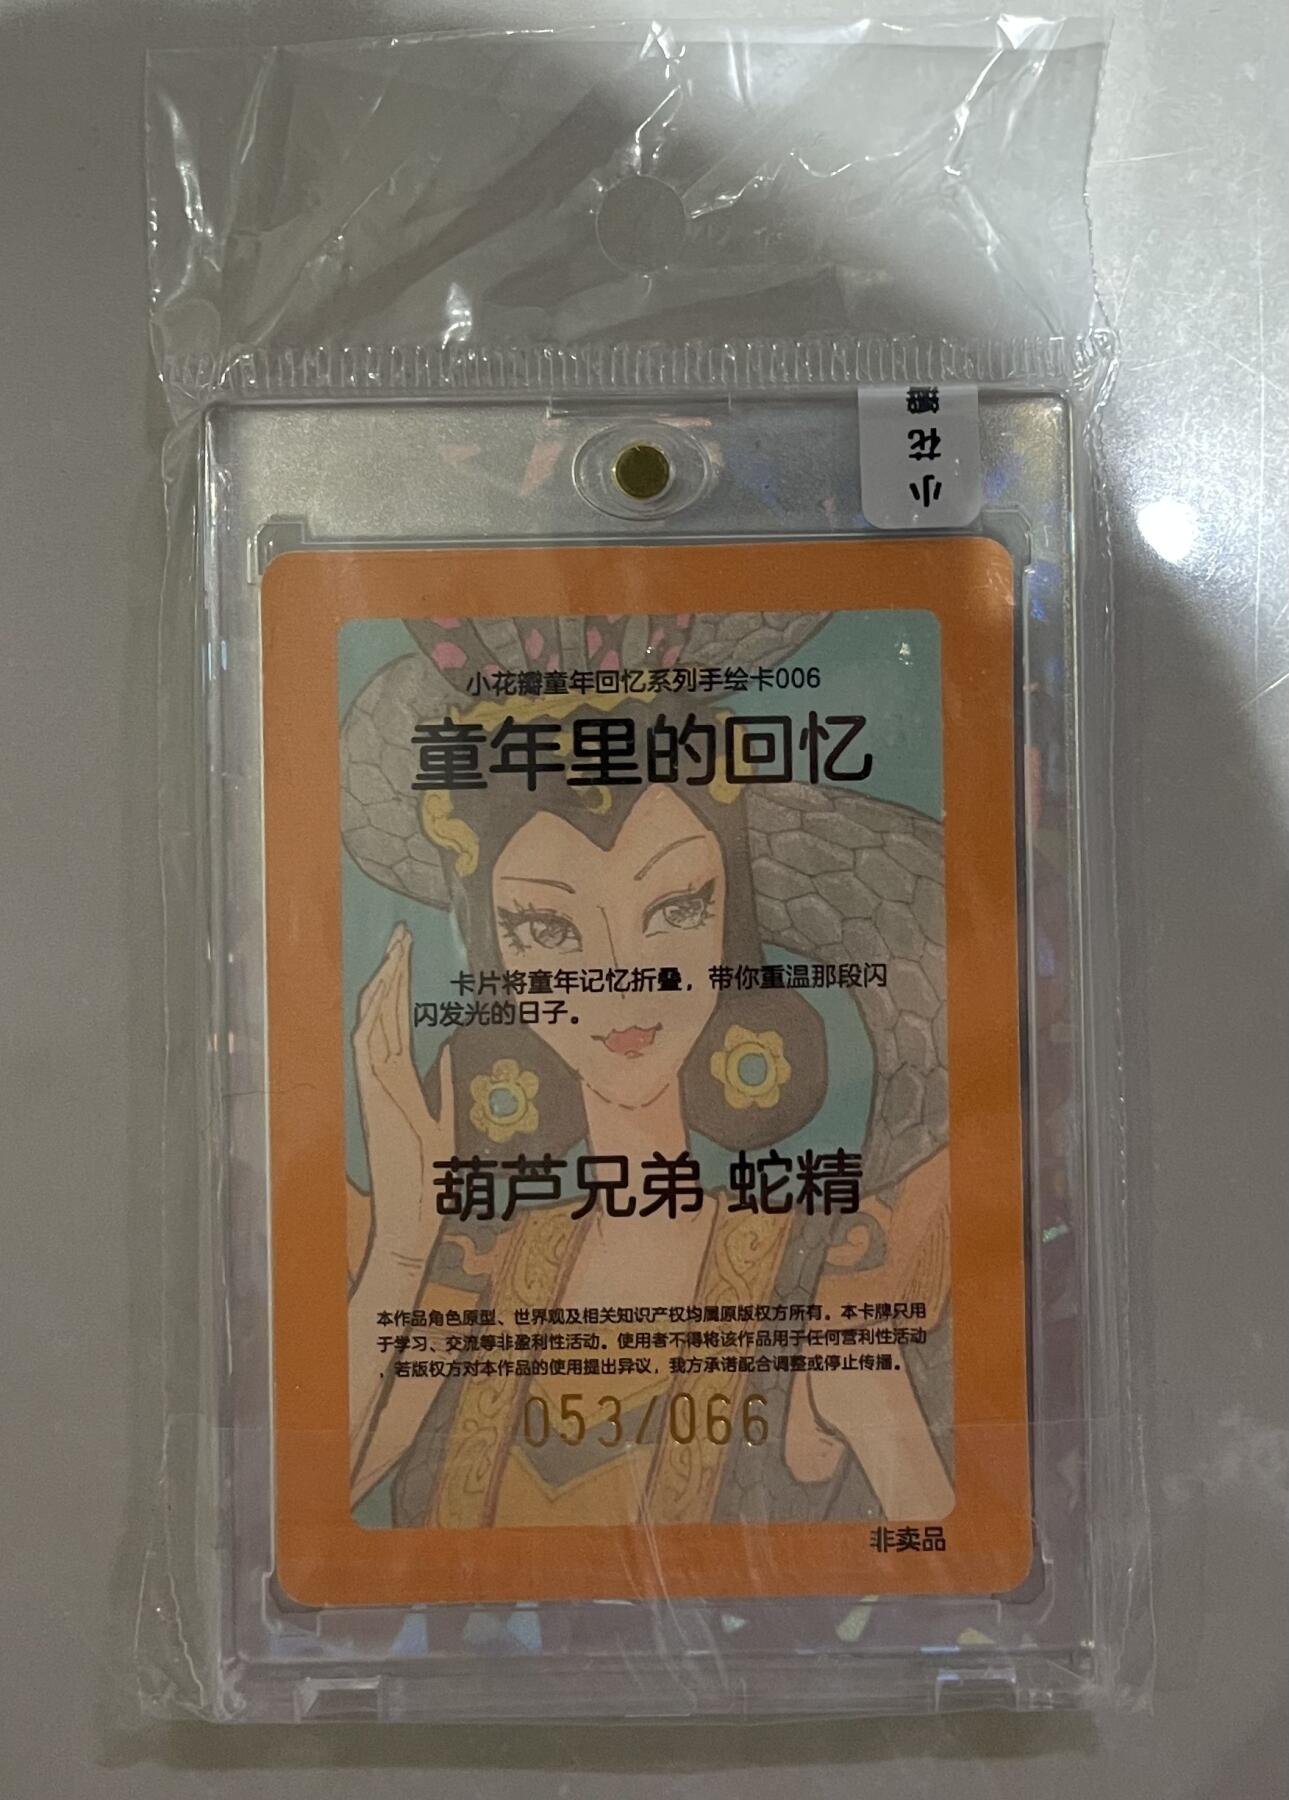 小花瓣
小花瓣童年回忆系列手绘卡006
童年里的回忆
卡片将童年记忆折叠，带你重温那段闪
闪发光的日子。
葫芦兄弟 蛇精
本作品角色原型、世界观及相关知识产权均属原版权方所有。本卡牌只用
于学习、交流等非盈利性活动。使用者不得将该作品用于任何营利性活动
，若版权方对本作品的使用提出异议，我方承诺配合调整或停止传播。
053/066
非卖品